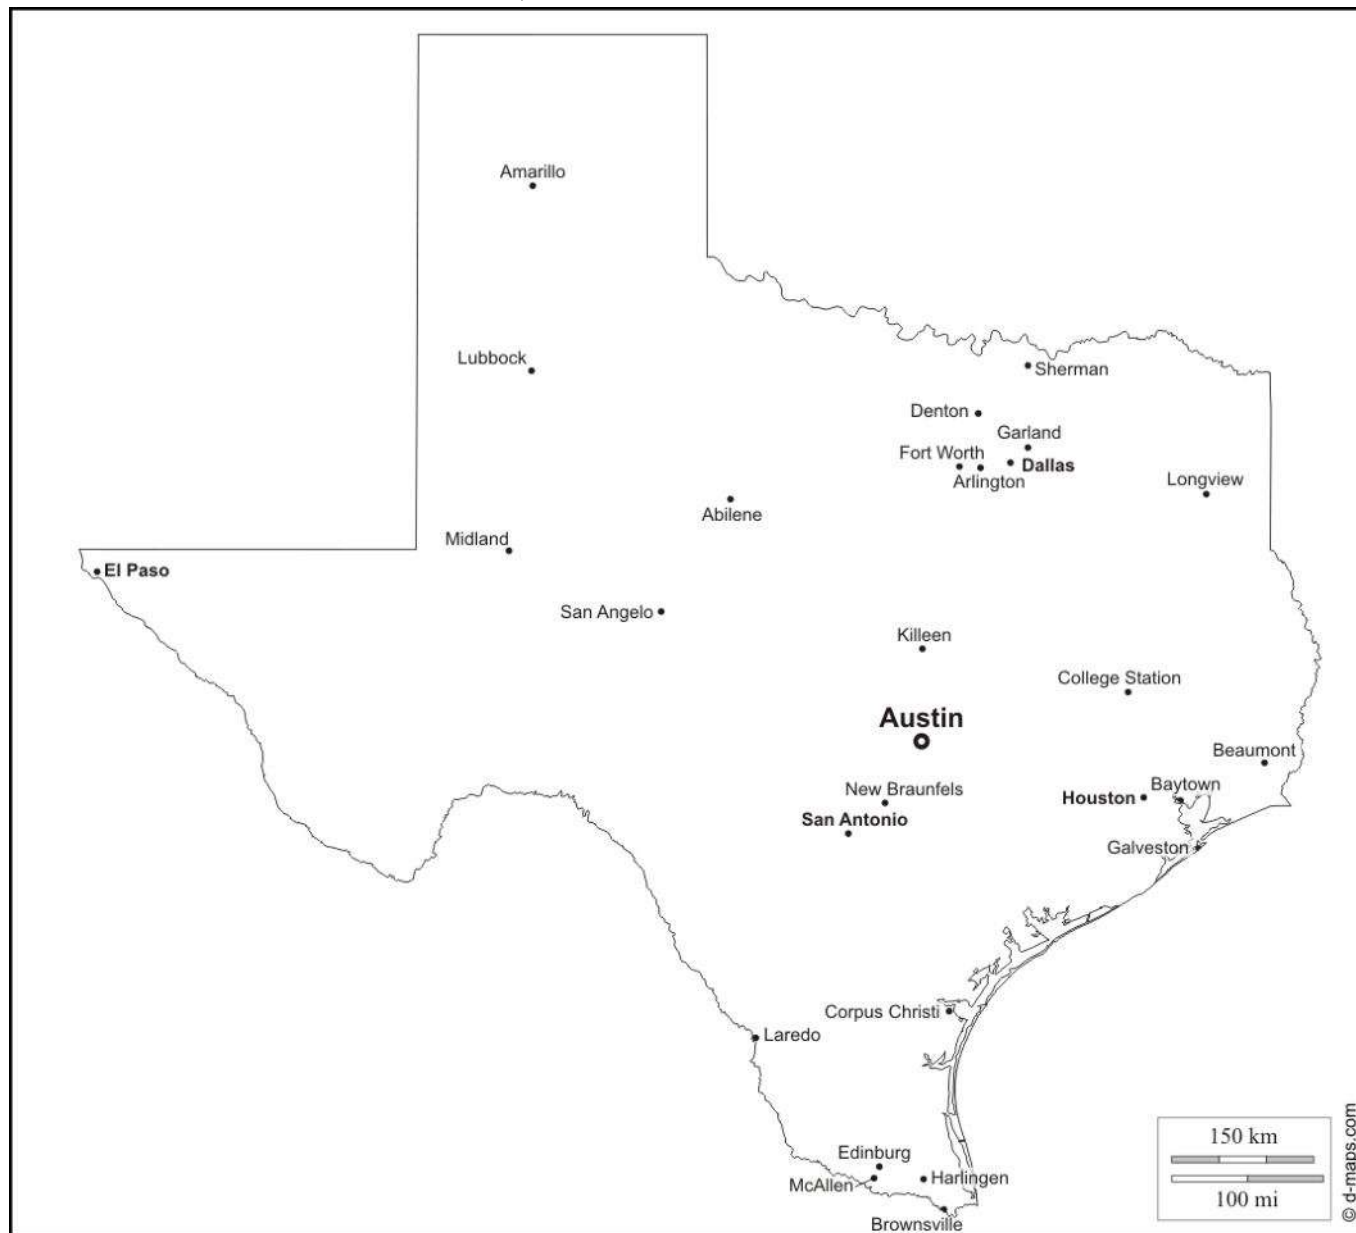 Amarillo
Lubbock
Sherman
Denton
Garland
Fort Worth
Dallas
Arlington
Longview
Abilene
Midland
El Paso
San Angelo
Killeen
College Station
Austin
Beaumont
Baytown
New Braunfels
Houston
San Antonio
Galveston
Corpus Christi
Laredo
Edinburg
McAllen
Harlingen
Brownsville
150 km
100 mi
© d-maps.com